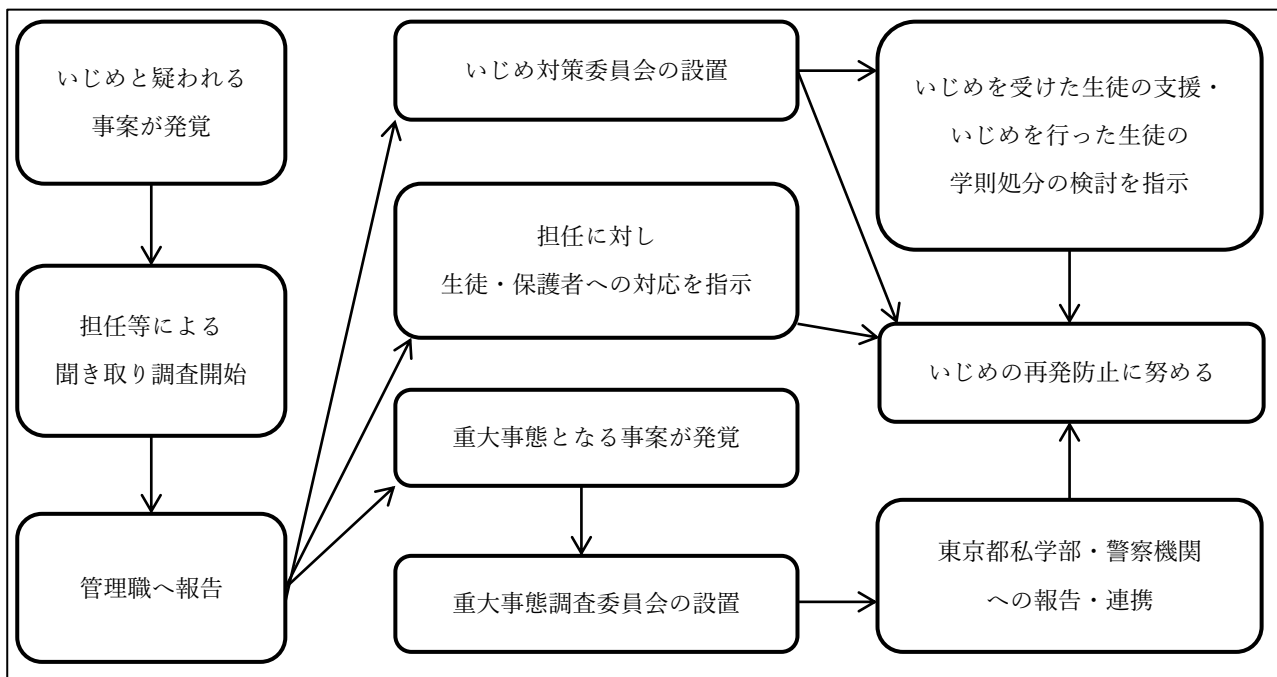 いじめと疑われる
事案が発覚
担任等による
聞き取り調査開始
管理職へ報告
いじめ対策委員会の設置
担任に対し
生徒・保護者への対応を指示
重大事態となる事案が発覚
重大事態調査委員会の設置
いじめを受けた生徒の支援・
いじめを行った生徒の
学則処分の検討を指示
いじめの再発防止に努める
東京都私学部・警察機関
への報告・連携